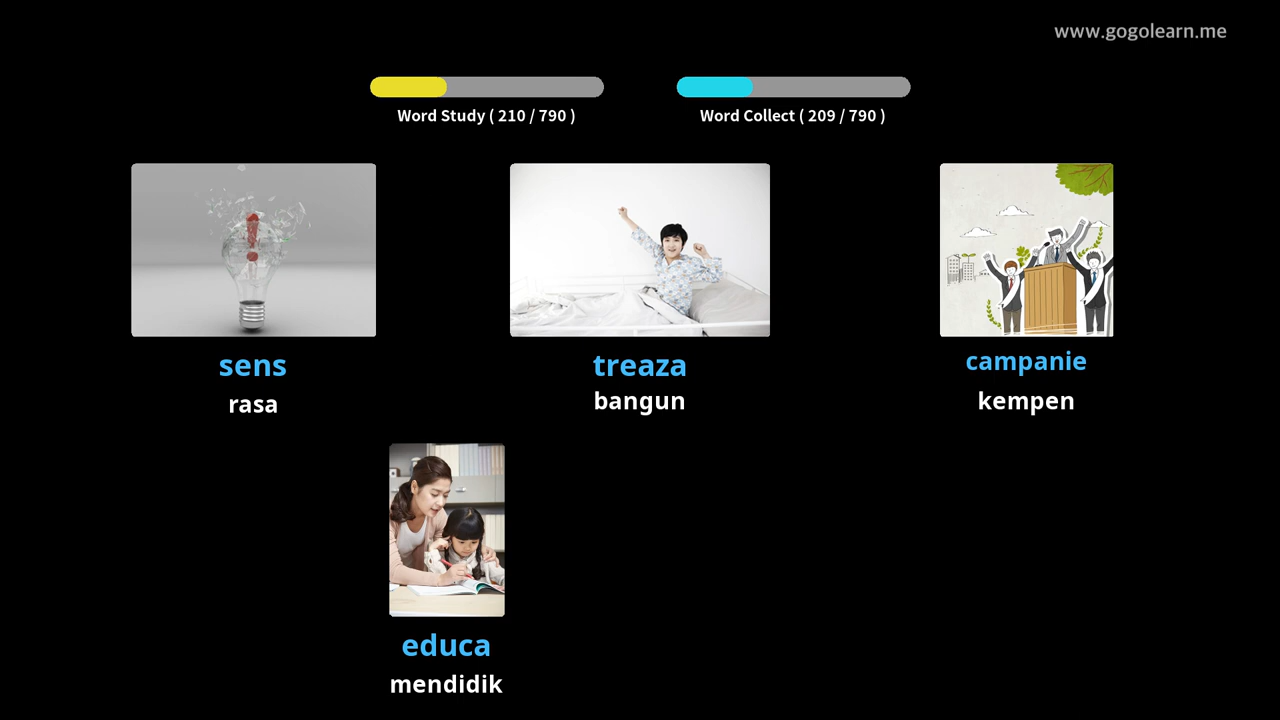 www.gogolearn.me
Word Study ( 210 / 790 )
Word Collect ( 209 / 790 )
sens
rasa
treaza
bangun
campanie
kempen
educa
mendidik